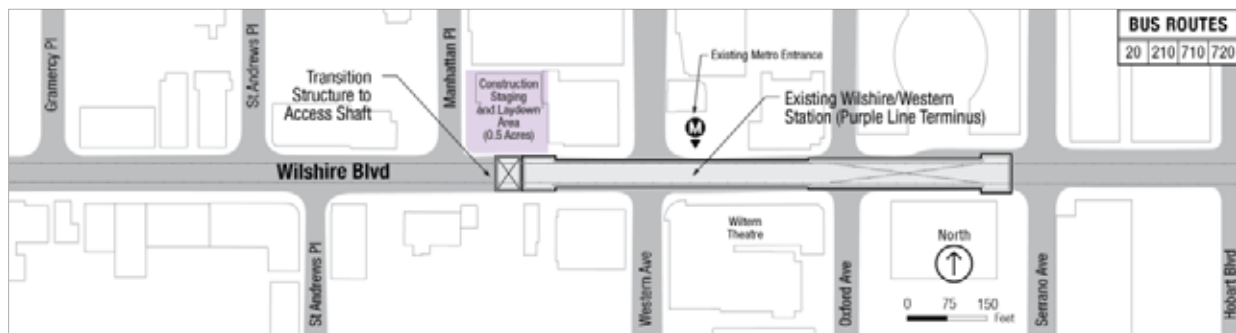 BUS ROUTES
20 210 710 720
Gramercy Pl
St Andrews Pl
Manhattan Pl
Transition
Structure to
Access Shaft
Construction
Staging
and Laydown
Area
(0.5 Acres)
Existing Metro Entrance
M
Existing Wilshire/Western
Station (Purple Line Terminus)
Wilshire Blvd
St Andrews Pl
Western Ave
Wiltern
Theatre
Oxford Ave
North
0 75 150
Feet
Serrano Ave
Hobart Blvd